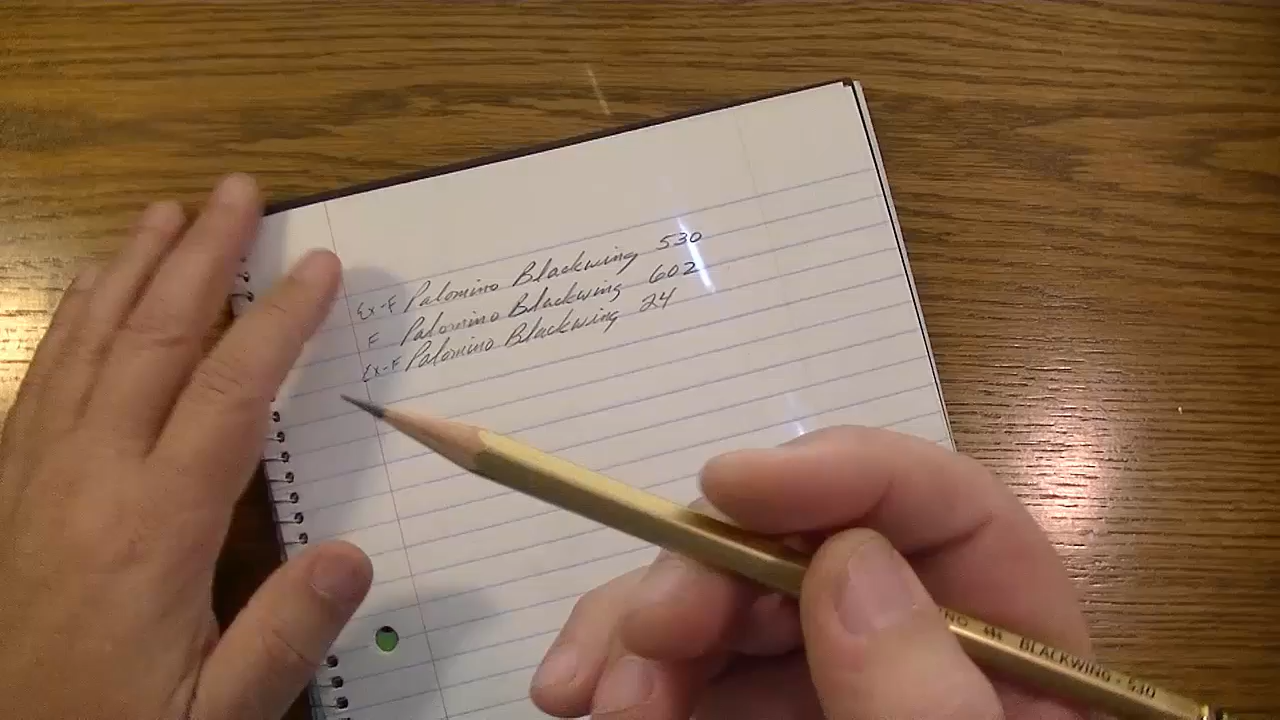 Ex-F Palomino Blackwing 530
F Palomino Blackwing 602
Ex-F Palomino Blackwing 24
BLACKWING - 530